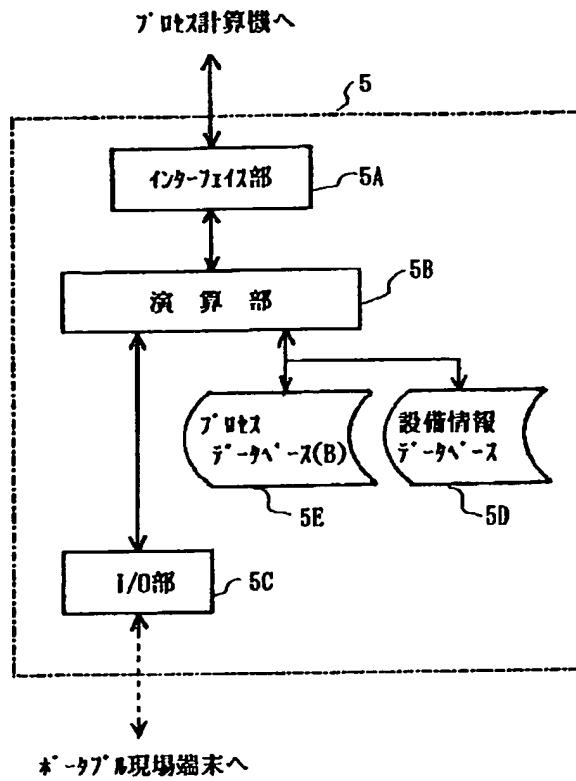 プロセス計算機へ
5
インターフェイス部
5A
演算部
5B
プロセス
データベース(B)
5E
設備情報
データベース
5D
I/O部
5C
ポータブル現場端末へ